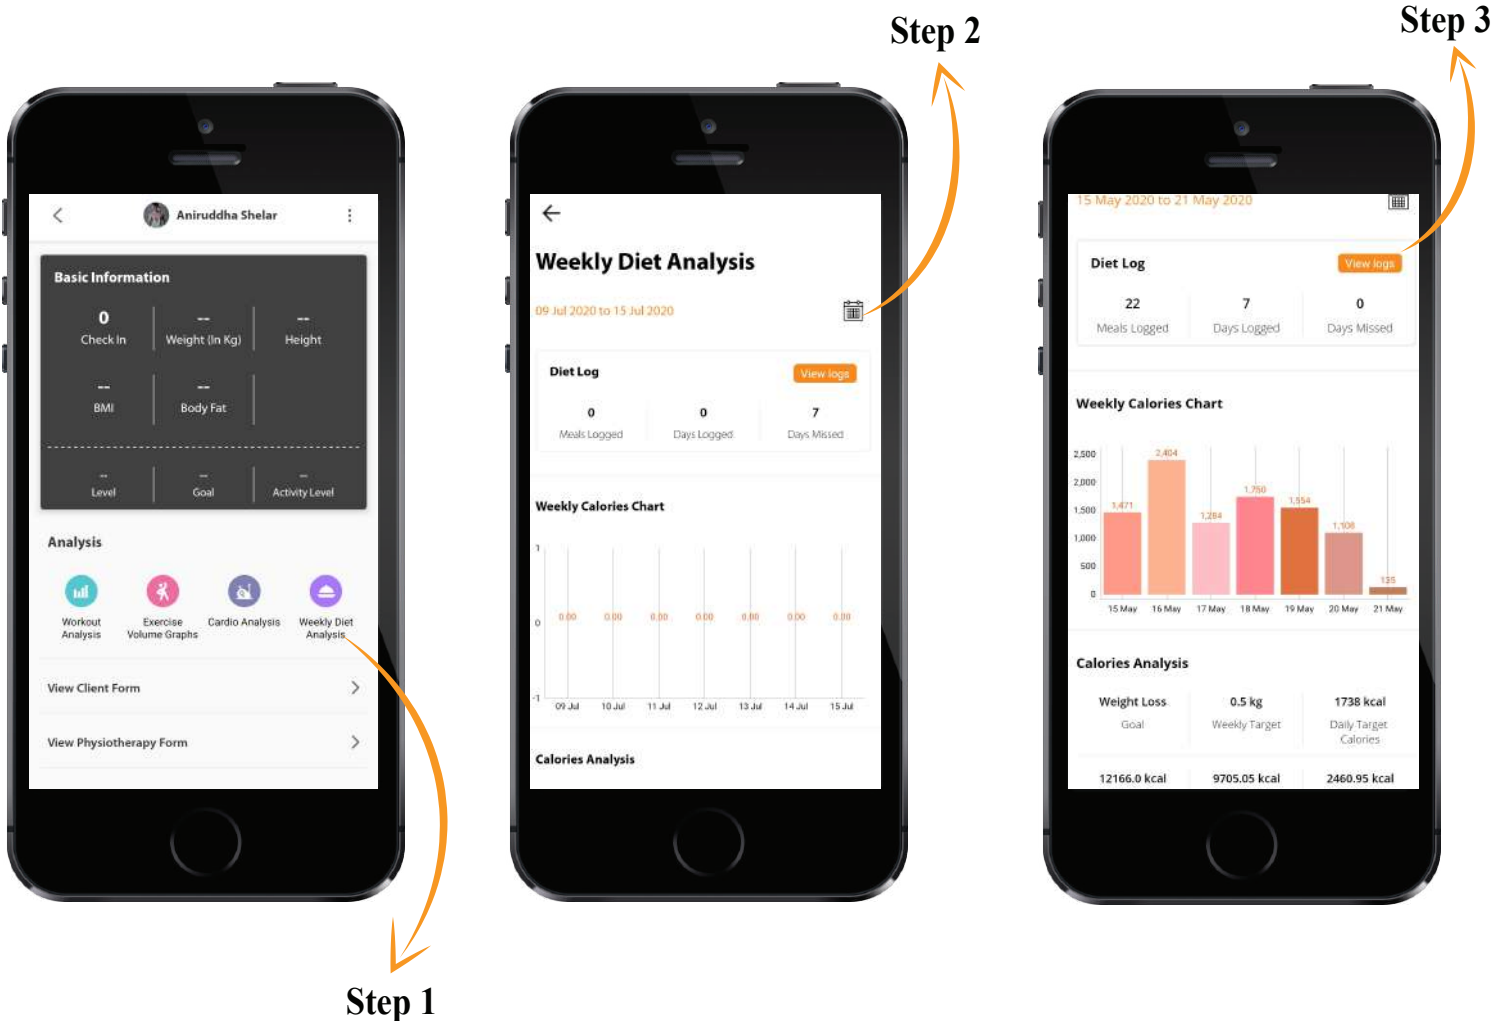 Step 2
Step 3
Aniruddha Shelar
Basic Information
0
Check In
--
Weight (In Kg)
--
Height
--
BMI
--
Body Fat
--
Level
--
Goal
--
Activity Level
Analysis
Workout
Analysis
Exercise
Volume Graphs
Cardio Analysis
Weekly Diet
Analysis
View Client Form
View Physiotherapy Form
Step 1
Weekly Diet Analysis
09 Jul 2020 to 15 Jul 2020
Diet Log
View logs
0
Meals Logged
0
Days Logged
7
Days Missed
Weekly Calories Chart
1
0
-1
0.00 0.00 0.00 0.00 0.00 0.00 0.00
09 Jul 10 Jul 11 Jul 12 Jul 13 Jul 14 Jul 15 Jul
Calories Analysis
15 May 2020 to 21 May 2020
Diet Log
View logs
22
Meals Logged
7
Days Logged
0
Days Missed
Weekly Calories Chart
2,500
2,000
1,500
1,000
500
0
1,471 2,404 1,284 1,750 1,554 1,108 135
15 May 16 May 17 May 18 May 19 May 20 May 21 May
Calories Analysis
Weight Loss
Goal
0.5 kg
Weekly Target
1738 kcal
Daily Target
Calories
12166.0 kcal
9705.05 kcal
2460.95 kcal